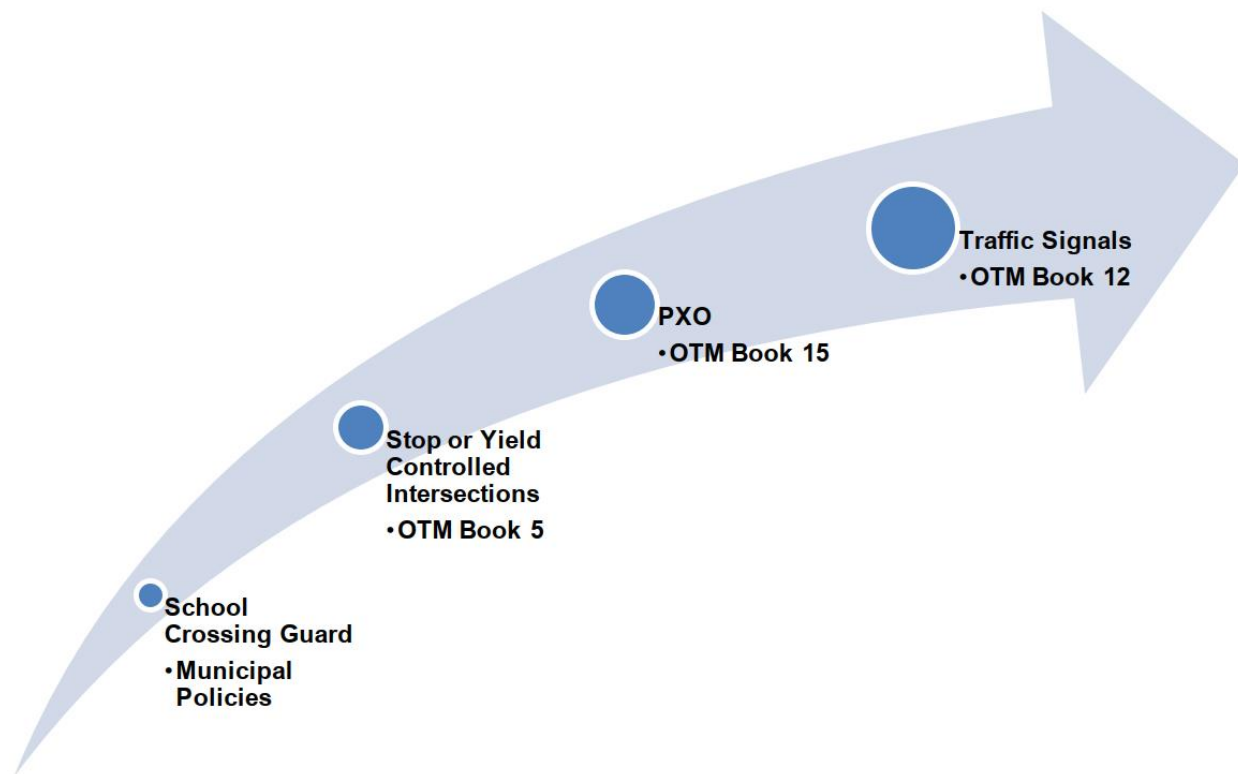 Traffic Signals
•OTM Book 12
PXO
•OTM Book 15
Stop or Yield
Controlled
Intersections
•OTM Book 5
School
Crossing Guard
•Municipal
Policies